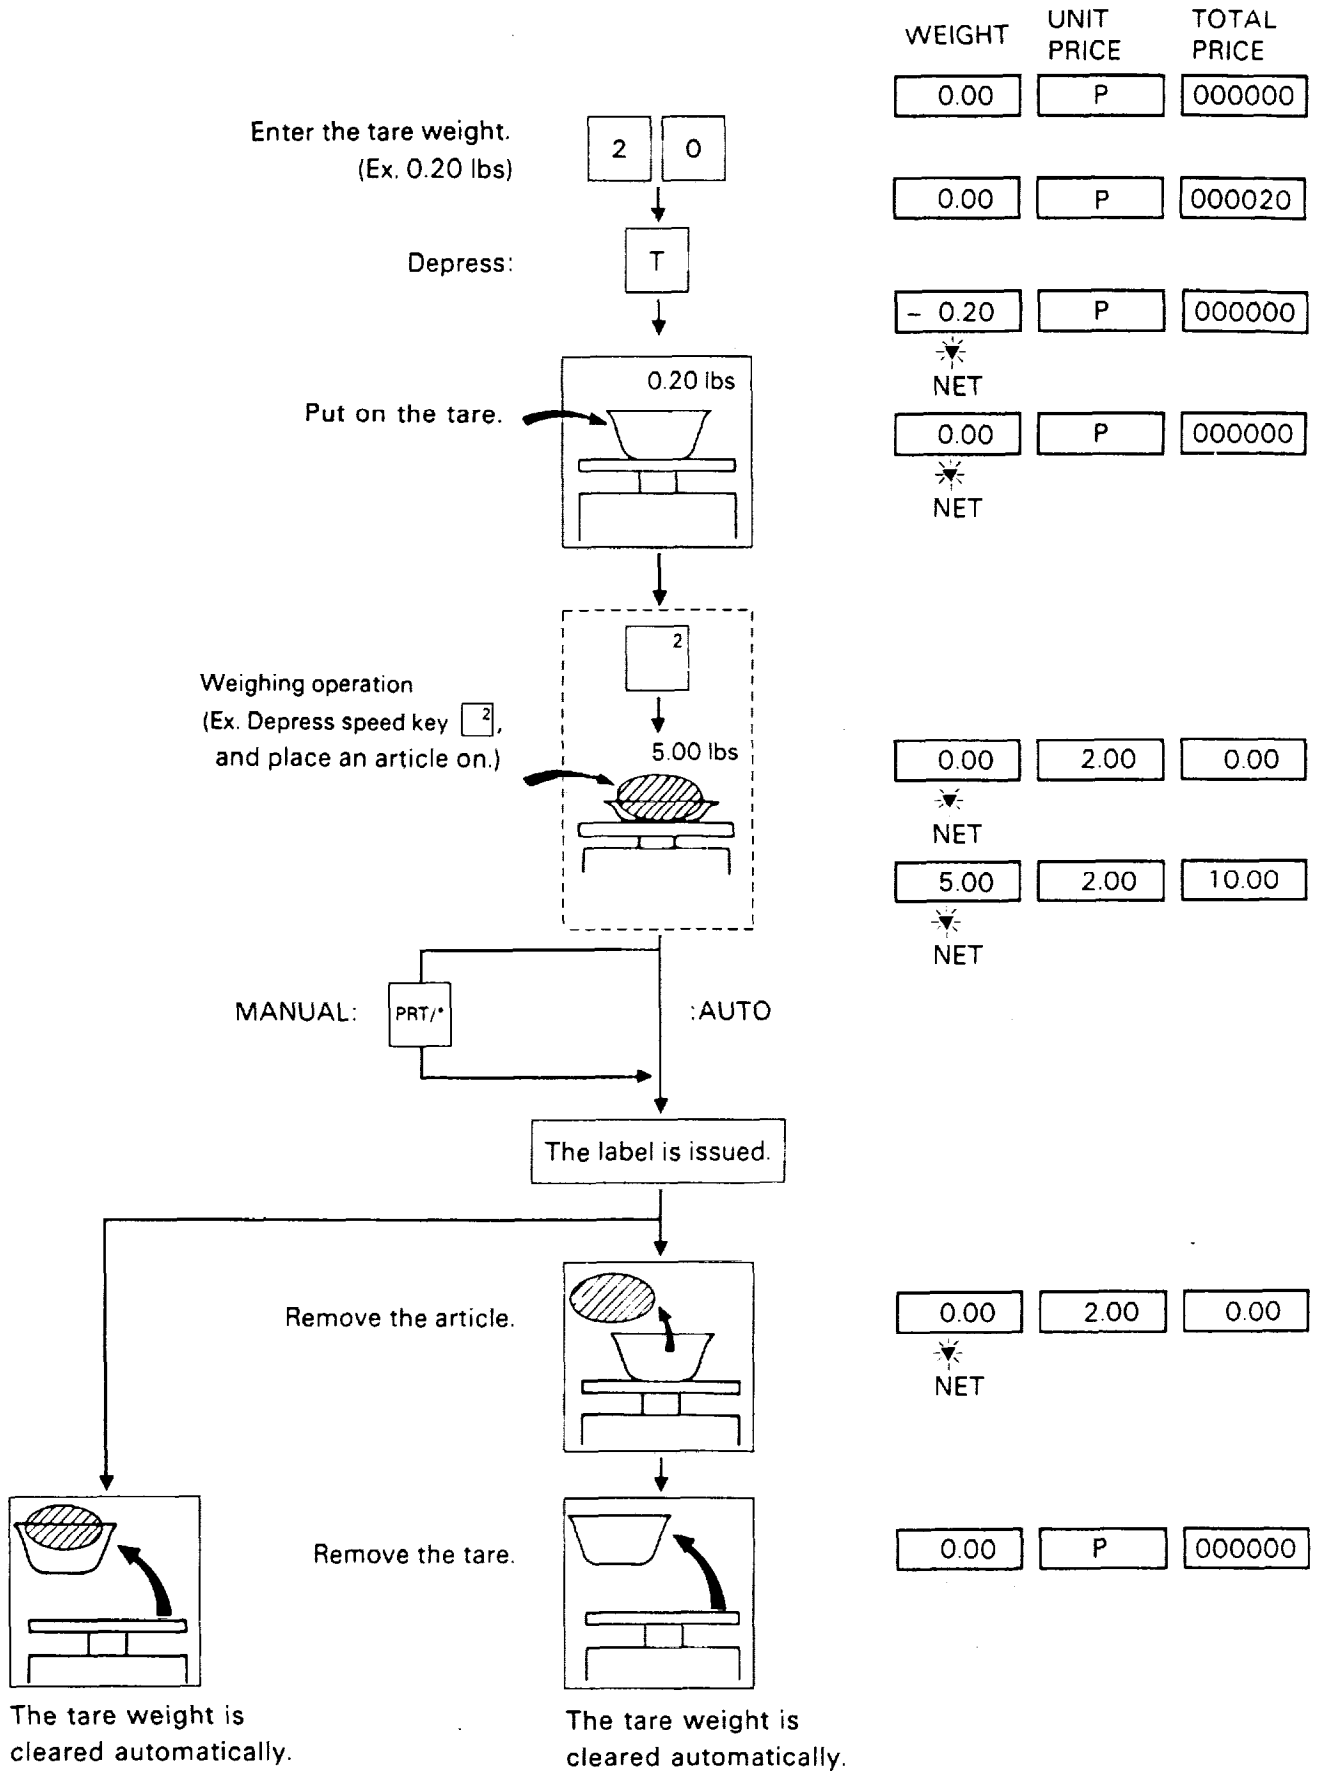 WEIGHT UNIT PRICE TOTAL PRICE
0.00 P 000000
Enter the tare weight.
(Ex. 0.20 lbs)
2 0
0.00 P 000020
Depress:
T
- 0.20 P 000000
NET
0.20 lbs
Put on the tare.
0.00 P 000000
NET
2
Weighing operation
(Ex. Depress speed key 2,
and place an article on.)
5.00 lbs
0.00 2.00 0.00
NET
5.00 2.00 10.00
NET
MANUAL: PRT/* :AUTO
The label is issued.
Remove the article.
0.00 2.00 0.00
NET
Remove the tare.
0.00 P 000000
The tare weight is
cleared automatically.
The tare weight is
cleared automatically.